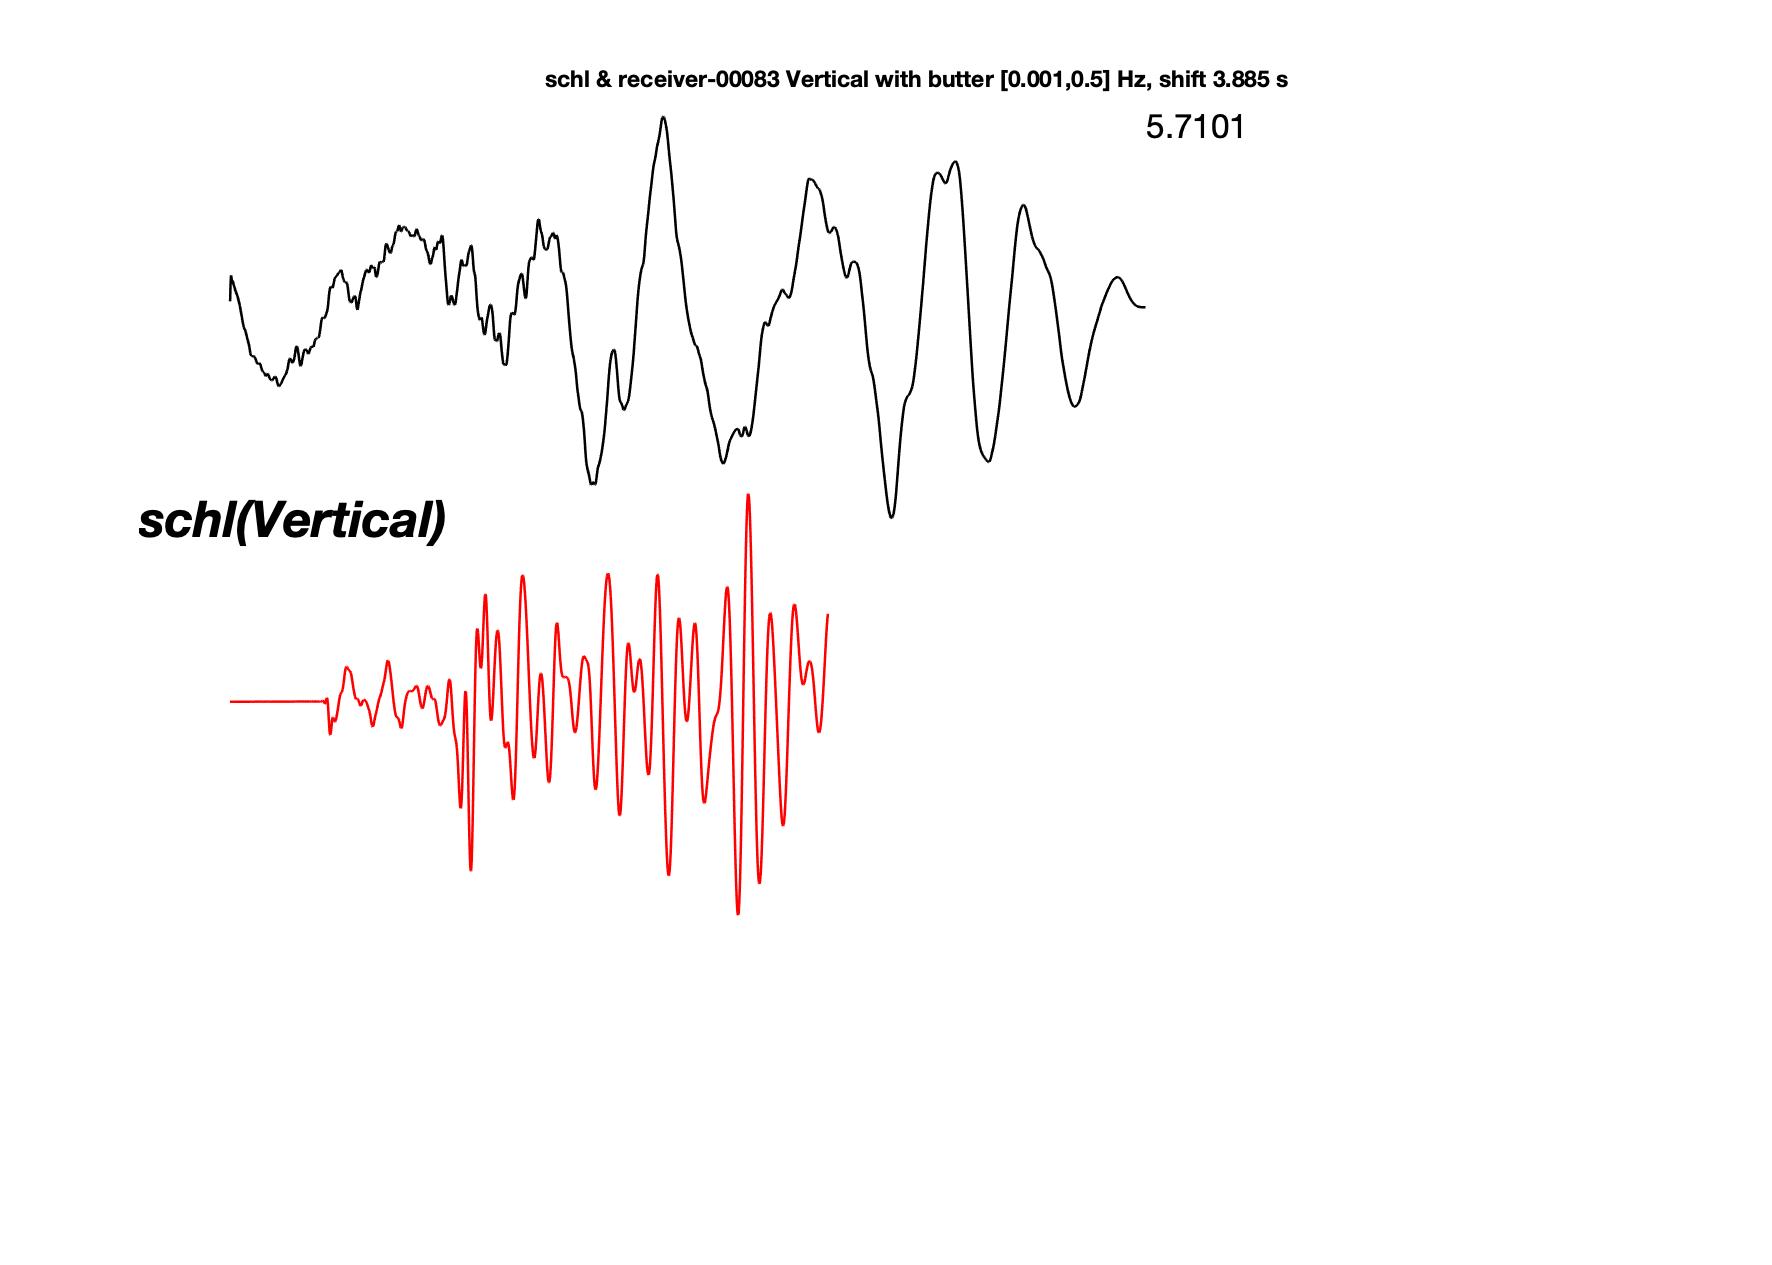 schl & receiver-00083 Vertical with butter [0.001,0.5] Hz, shift 3.885 s
5.7101
schl(Vertical)